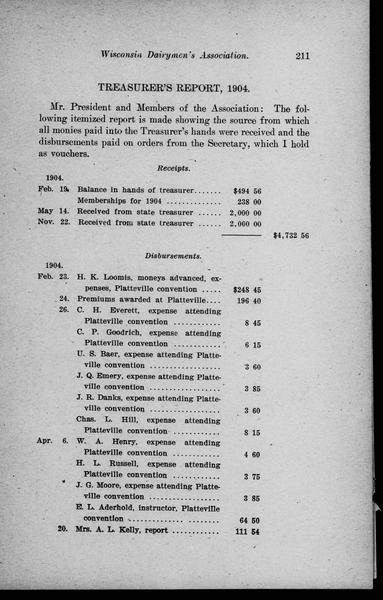 Wisconsin Dairymen's Association. 211
TREASURER'S REPORT, 1904.
Mr. President and Members of the Association: The fol-
lowing itemized report is made showing the source from which
all monies paid into the Treasurer's hands were received and the
disbursements paid on orders from the Secretary, which I hold
as vouchers.
Receipts.
1904.
Feb. 19. Balance in hands of treasurer....... $494 56
Memberships for 1904 .............. 238 00
May 14. Received from state treasurer ...... 2,000 00
Nov. 22. Received from state treasurer ...... 2,000 00
$4,732 56
Disbursements.
1904.
Feb. 23. H. K. Loomis, moneys advanced, ex-
penses, Platteville convention ..... $248 45
24. Premiums awarded at Platteville.... 196 40
26. C. H. Everett, expense attending
Platteville convention ............ 8 45
C. P. Goodrich, expense attending
Platteville convention ............ 6 15
U. S. Baer, expense attending Platte-
ville convention .................. 3 60
J. Q. Emery, expense attending Platte-
ville convention .................. 3 85
J. R. Danks, expense attending Platte-
ville convention .................. 3 60
Chas. L. Hill, expense attending
Platteville convention ............ 8 15
Apr. 6. W. A. Henry, expense attending
Platteville convention ............ 4 60
H. L. Russell, expense attending
Platteville convention ............ 3 75
J. G. Moore, expense attending Platte-
ville convention .................. 3 85
E. L. Aderhold, instructor, Platteville
convention ...................... 64 50
20. Mrs. A. L. Kelly, report ............ 111 54